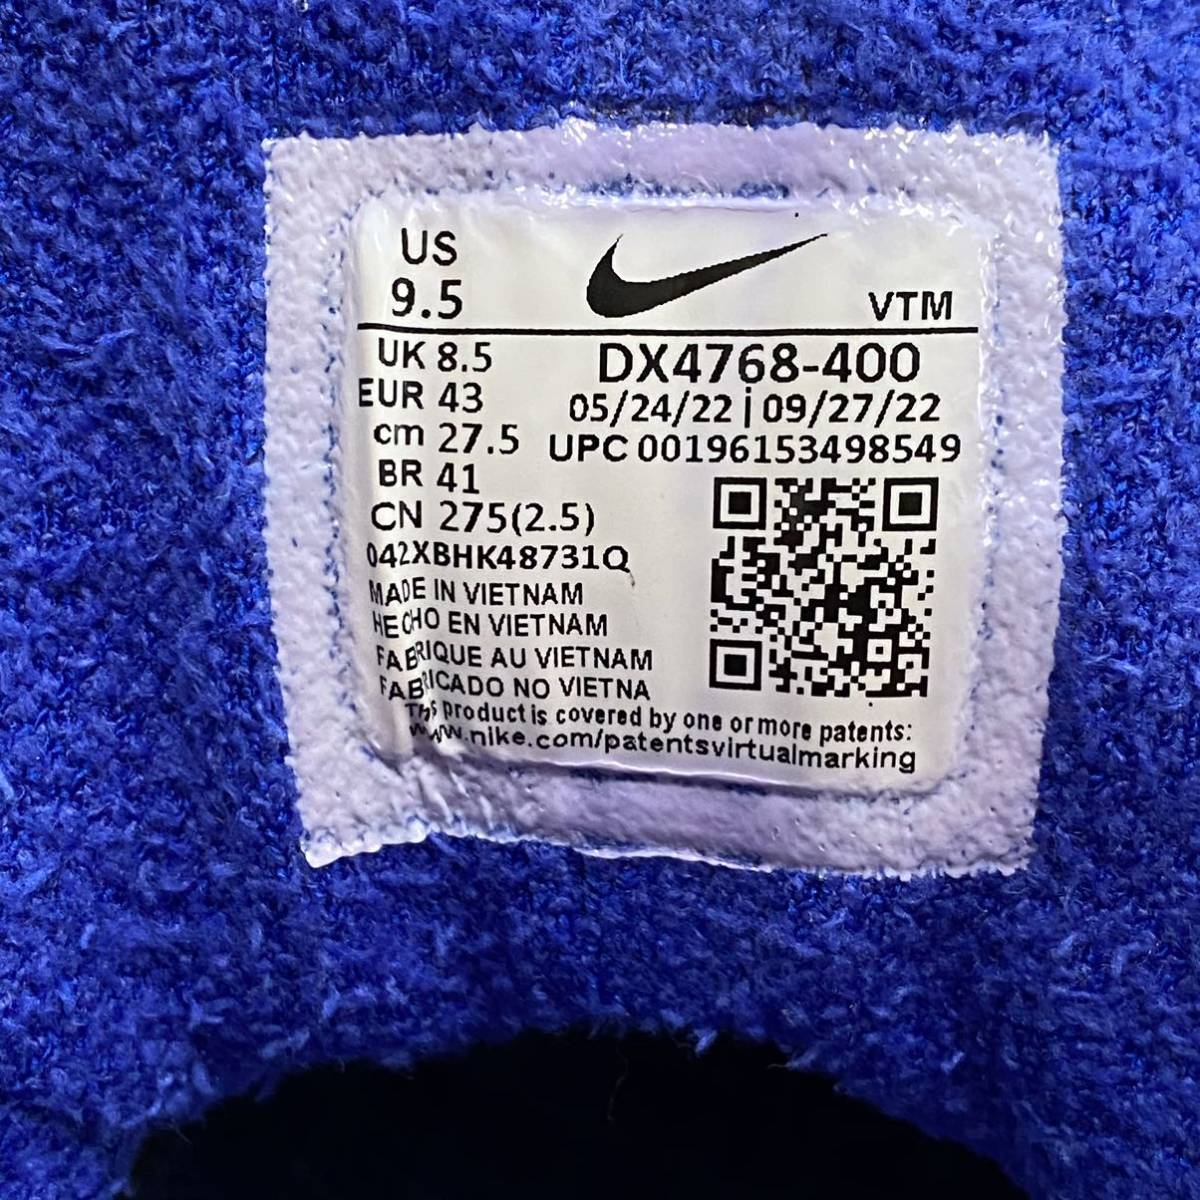 US
9.5
VTM
UK 8.5
EUR 43
cm 27.5
BR 41
CN 275(2.5)
DX4768-400
05/24/22 | 09/27/22
UPC 00196153498549
042XBHK48731Q
MADE IN VIETNAM
HECHO EN VIETNAM
FABRIQUE AU VIETNAM
FABRICADO NO VIETNA
This product is covered by one or more patents:
www.nike.com/patentsvirtualmarking